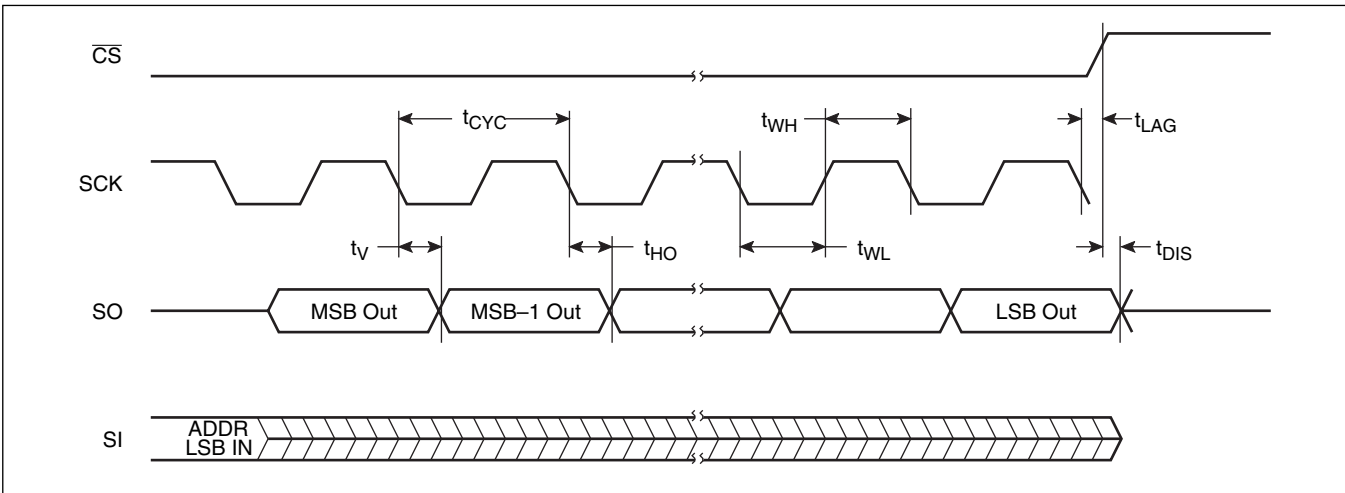 CS
tCYC
tWH
tLAG
SCK
tV
tHO
tWL
tDIS
SO
MSB Out
MSB–1 Out
LSB Out
SI
ADDR
LSB IN